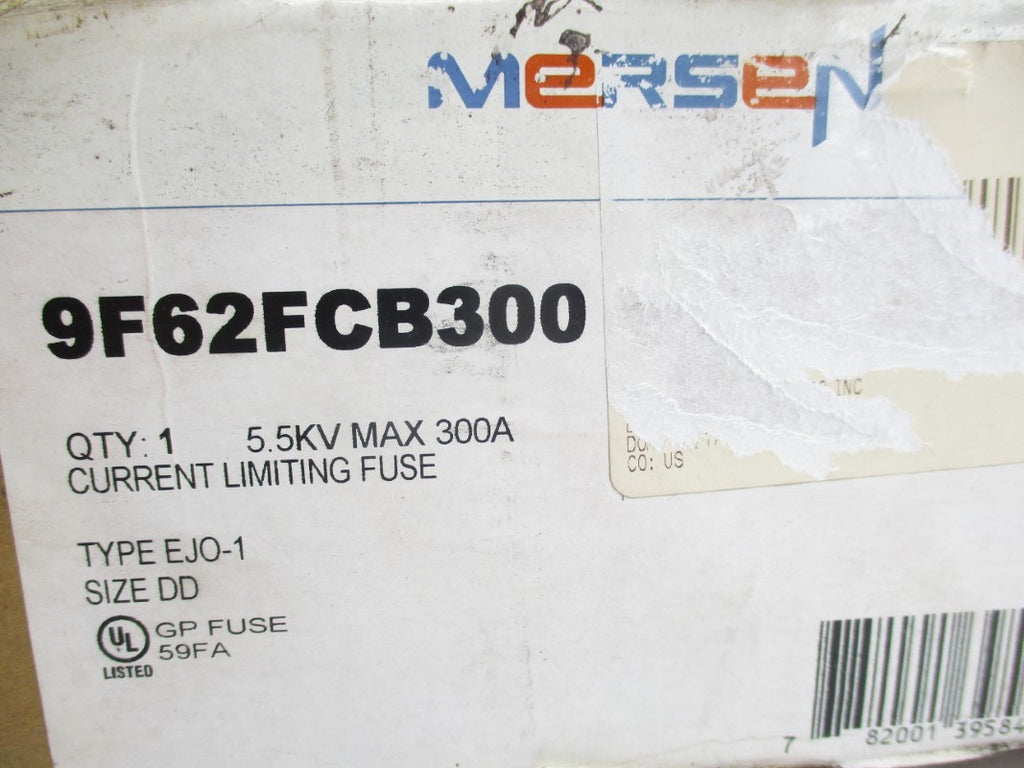 MERSEN
9F62FCB300
QTY: 1 5.5KV MAX 300A
CURRENT LIMITING FUSE
INC
CO: US
TYPE EJO-1
SIZE DD
UL GP FUSE
LISTED 59FA
7 82001 39584